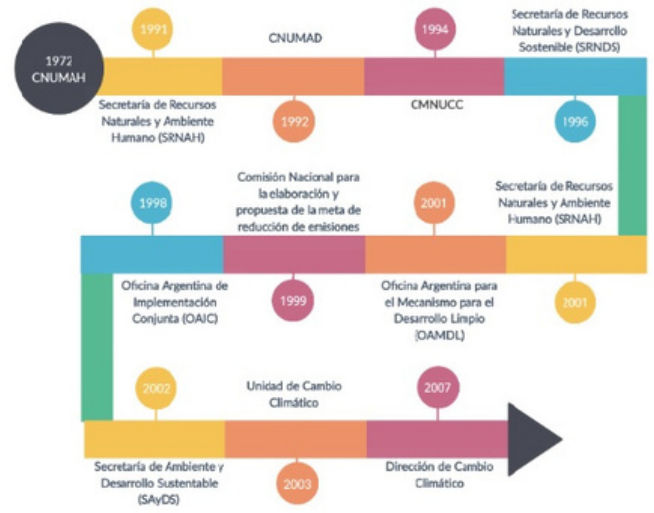 1972
CNUMAH
1991
Secretaría de Recursos
Naturales y Ambiente
Humano (SRNAH)
CNUMAD
1992
1994
CMNUCC
Secretaría de Recursos
Naturales y Desarrollo
Sostenible (SRNDS)
1996
1998
Oficina Argentina de
Implementación
Conjunta (OAIC)
Comisión Nacional para
la elaboración y
propuesta de la meta de
reducción de emisiones
1999
2001
Oficina Argentina para
el Mecanismo para el
Desarrollo Limpio
(OAMDL)
Secretaría de Recursos
Naturales y Ambiente
Humano (SRNAH)
2001
2002
Secretaría de Ambiente y
Desarrollo Sustentable
(SAyDS)
Unidad de Cambio
Climático
2003
2007
Dirección de Cambio
Climático